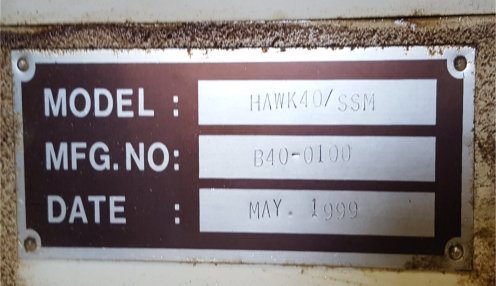 MODEL : HAWK40/SSM
MFG.NO: B40-0100
DATE : MAY. 1999